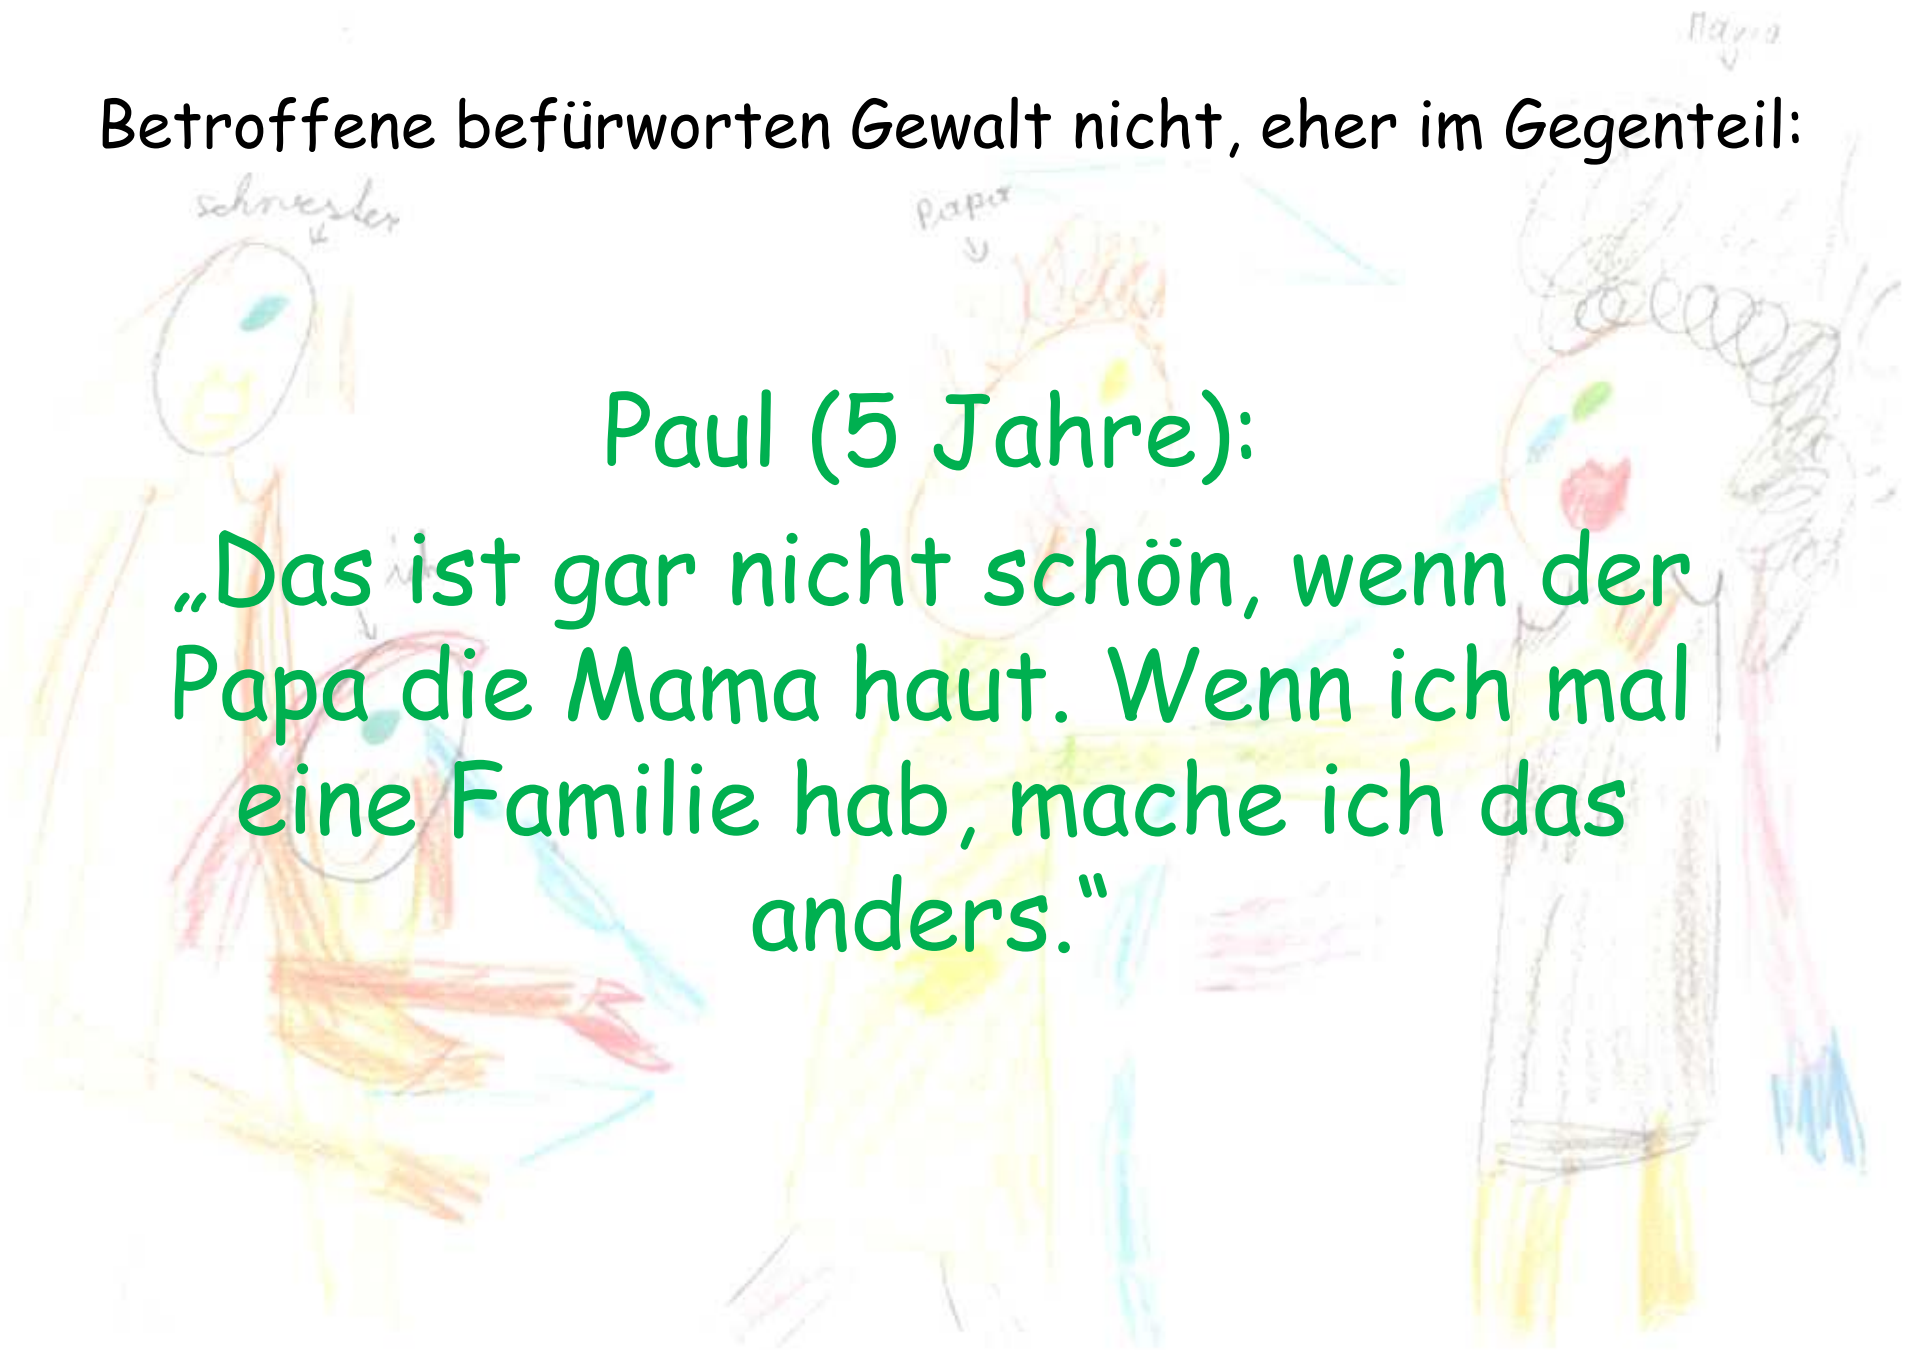 Mama
Betroffene befürworten Gewalt nicht, eher im Gegenteil:
schwester
Papa
Paul (5 Jahre):
„Das ist gar nicht schön, wenn der
ich
Papa die Mama haut. Wenn ich mal
eine Familie hab, mache ich das
anders.“